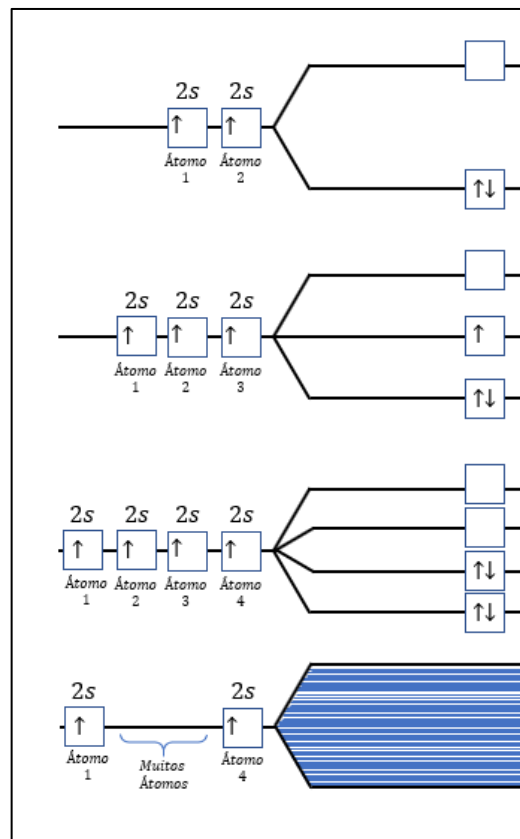 2s 2s
↑ ↑ ↑↓
Átomo Átomo
1 2
2s 2s 2s
↑ ↑ ↑ ↑ ↑↓
Átomo Átomo Átomo
1 2 3
2s 2s 2s 2s
↑ ↑ ↑ ↑ ↑↓ ↑↓
Átomo Átomo Átomo Átomo
1 2 3 4
2s 2s
↑ ↑
Átomo Muitos Átomo
1 Átomos 4